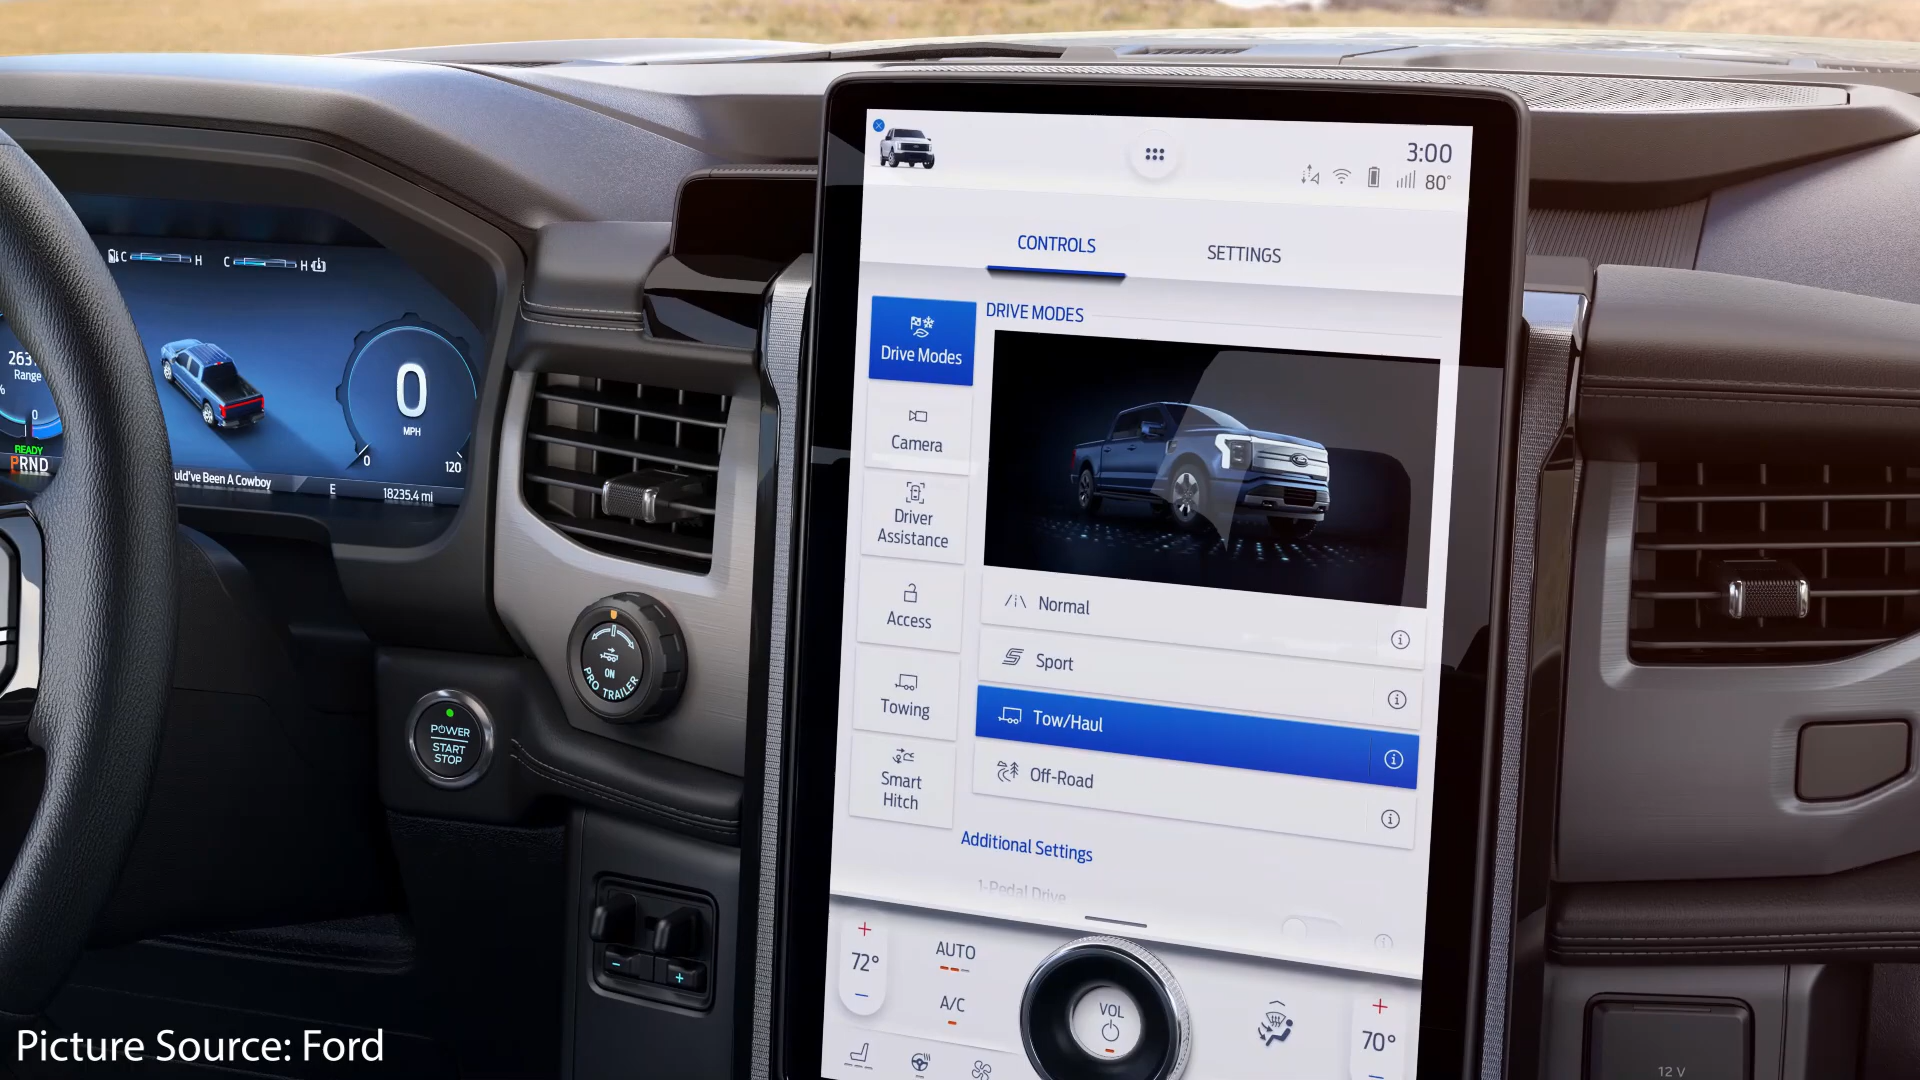 C H C H
263
Range
%
0
READY
PRND
uld've Been A Cowboy
E
18235.4 mi
0
MPH
0
120
ON
PRO TRAILER
POWER
START
STOP
- +
3:00
80°
CONTROLS
SETTINGS
DRIVE MODES
Drive Modes
Camera
Driver
Assistance
Access
Towing
Smart
Hitch
Normal
Sport
Tow/Haul
Off-Road
Additional Settings
1-Pedal Drive
+
72°
-
AUTO
A/C
VOL
+
70°
-
12 V
Picture Source: Ford